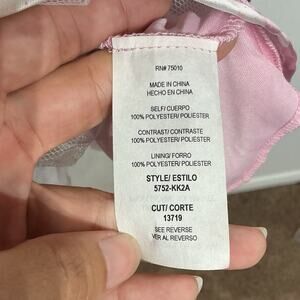 RN# 75010
MADE IN CHINA
HECHO EN CHINA
SELF/ CUERPO
100% POLYESTER/ POLIESTER
CONTRAST/ CONTRASTE
100% POLYESTER/ POLIESTER
LINING/ FORRO
100% POLYESTER/ POLIESTER
STYLE/ ESTILO
5752-KK2A
CUT/ CORTE
13719
SEE REVERSE
VER AL REVERSO